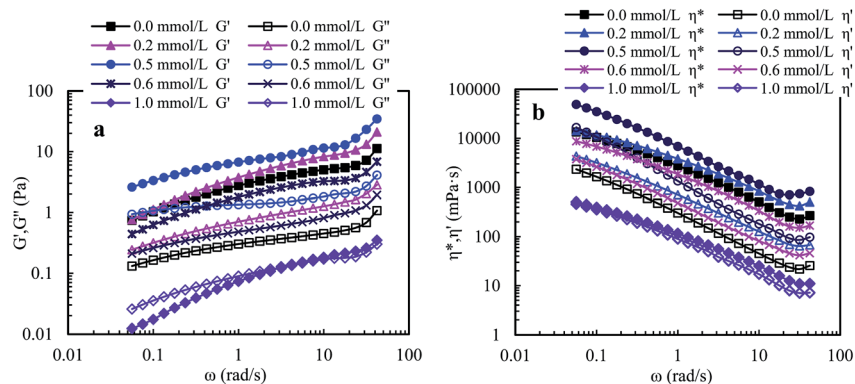 0.0 mmol/L G' 0.0 mmol/L G"
0.2 mmol/L G' 0.2 mmol/L G"
0.5 mmol/L G' 0.5 mmol/L G"
0.6 mmol/L G' 0.6 mmol/L G"
1.0 mmol/L G' 1.0 mmol/L G"
100
a
10
1
0.1
0.01
G',G" (Pa)
0.01 0.1 1 10 100
ω (rad/s)
0.0 mmol/L η* 0.0 mmol/L η'
0.2 mmol/L η* 0.2 mmol/L η'
0.5 mmol/L η* 0.5 mmol/L η'
0.6 mmol/L η* 0.6 mmol/L η'
1.0 mmol/L η* 1.0 mmol/L η'
100000
b
10000
1000
100
10
1
η*,η' (mPa·s)
0.01 0.1 1 10 100
ω (rad/s)